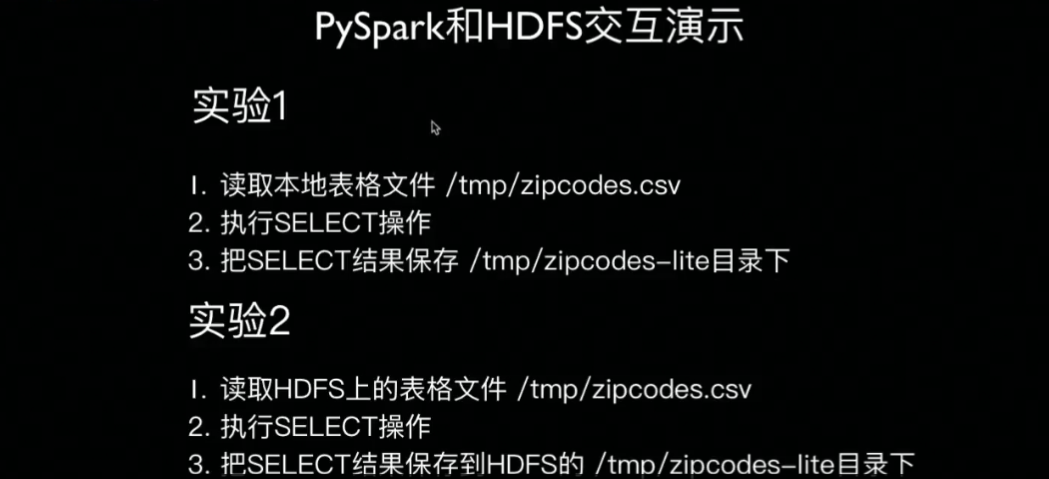 PySpark和HDFS交互演示
实验1
1. 读取本地表格文件 /tmp/zipcodes.csv
2. 执行SELECT操作
3. 把SELECT结果保存 /tmp/zipcodes-lite目录下
实验2
1. 读取HDFS上的表格文件 /tmp/zipcodes.csv
2. 执行SELECT操作
3. 把SELECT结果保存到HDFS的 /tmp/zipcodes-lite目录下